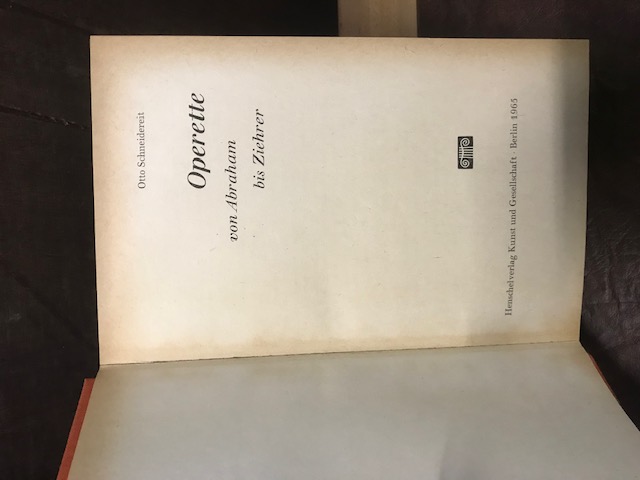 Otto Schneidereit
Operette
von Abraham
bis Ziehrer
Henschelverlag Kunst und Gesellschaft Berlin 1965